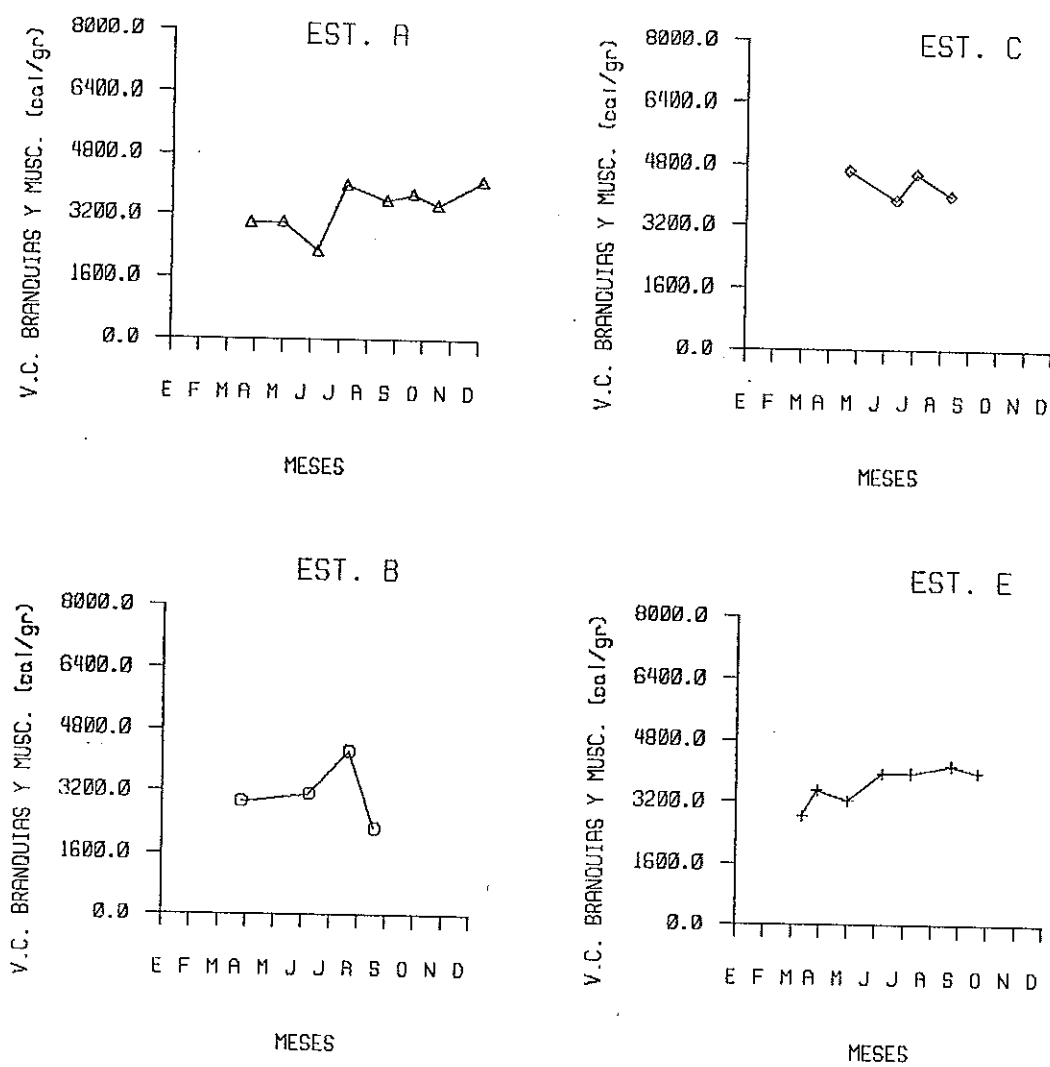 EST. A
V.C. BRANQUIAS Y MUSC. (cal/gr)
8000.0
6400.0
4800.0
3200.0
1600.0
0.0
E F M A M J J A S O N D
MESES
EST. C
V.C. BRANQUIAS Y MUSC. (cal/gr)
8000.0
6400.0
4800.0
3200.0
1600.0
0.0
E F M A M J J A S O N D
MESES
EST. B
V.C. BRANQUIAS Y MUSC. (cal/gr)
8000.0
6400.0
4800.0
3200.0
1600.0
0.0
E F M A M J J A S O N D
MESES
EST. E
V.C. BRANQUIAS Y MUSC. (cal/gr)
8000.0
6400.0
4800.0
3200.0
1600.0
0.0
E F M A M J J A S O N D
MESES